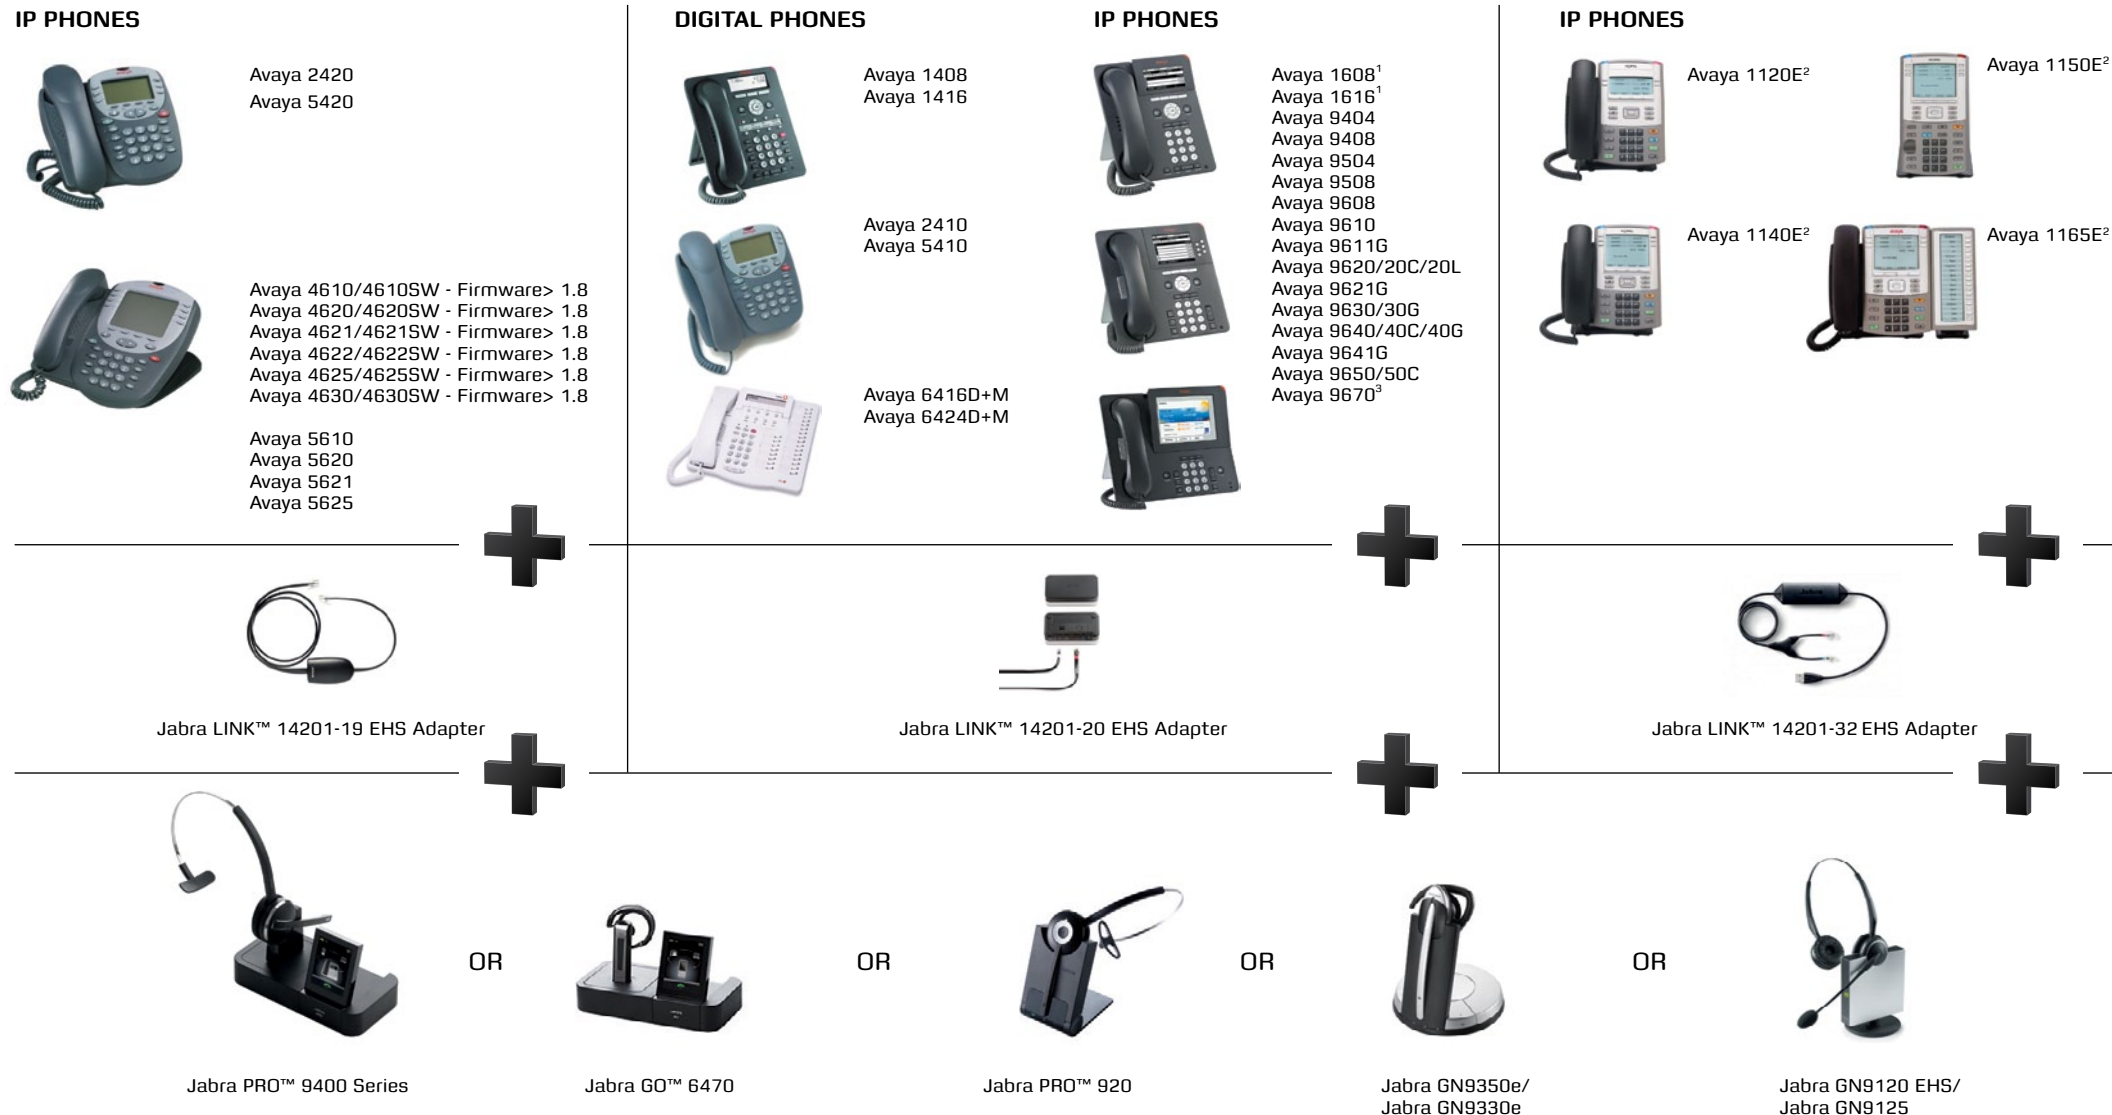 IP PHONES
Avaya 2420
Avaya 5420
Avaya 4610/4610SW - Firmware> 1.8
Avaya 4620/4620SW - Firmware> 1.8
Avaya 4621/4621SW - Firmware> 1.8
Avaya 4622/4622SW - Firmware> 1.8
Avaya 4625/4625SW - Firmware> 1.8
Avaya 4630/4630SW - Firmware> 1.8
Avaya 5610
Avaya 5620
Avaya 5621
Avaya 5625
DIGITAL PHONES
Avaya 1408
Avaya 1416
Avaya 2410
Avaya 5410
Avaya 6416D+M
Avaya 6424D+M
IP PHONES
Avaya 1608¹
Avaya 1616¹
Avaya 9404
Avaya 9408
Avaya 9504
Avaya 9508
Avaya 9608
Avaya 9610
Avaya 9611G
Avaya 9620/20C/20L
Avaya 9621G
Avaya 9630/30G
Avaya 9640/40C/40G
Avaya 9641G
Avaya 9650/50C
Avaya 9670³
IP PHONES
Avaya 1120E²
Avaya 1150E²
Avaya 1140E²
Avaya 1165E²
Jabra LINK™ 14201-19 EHS Adapter
Jabra LINK™ 14201-20 EHS Adapter
Jabra
Jabra LINK™ 14201-32 EHS Adapter
OR
OR
OR
OR
Jabra PRO™ 9400 Series
Jabra GO™ 6470
Jabra PRO™ 920
Jabra GN9350e/
Jabra GN9330e
Jabra GN9120 EHS/
Jabra GN9125